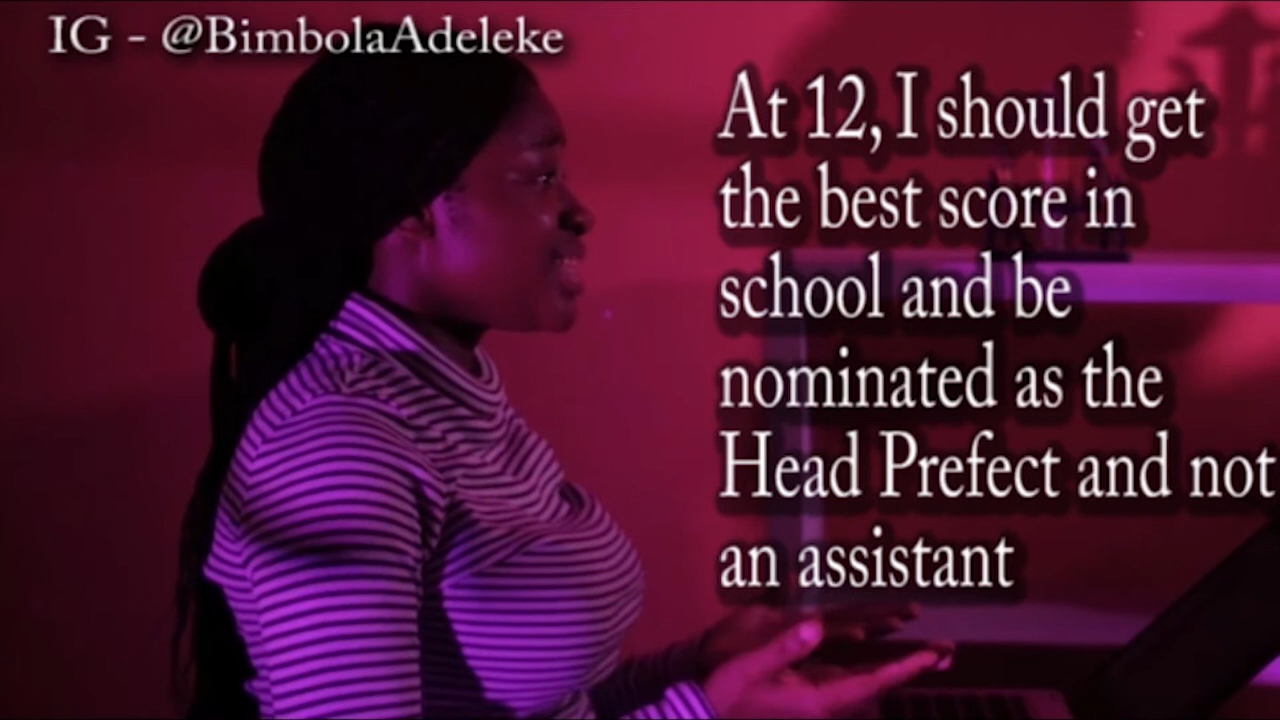 IG - @BimbolaAdeleke
At 12, I should get
the best score in
school and be
nominated as the
Head Prefect and not
an assistant